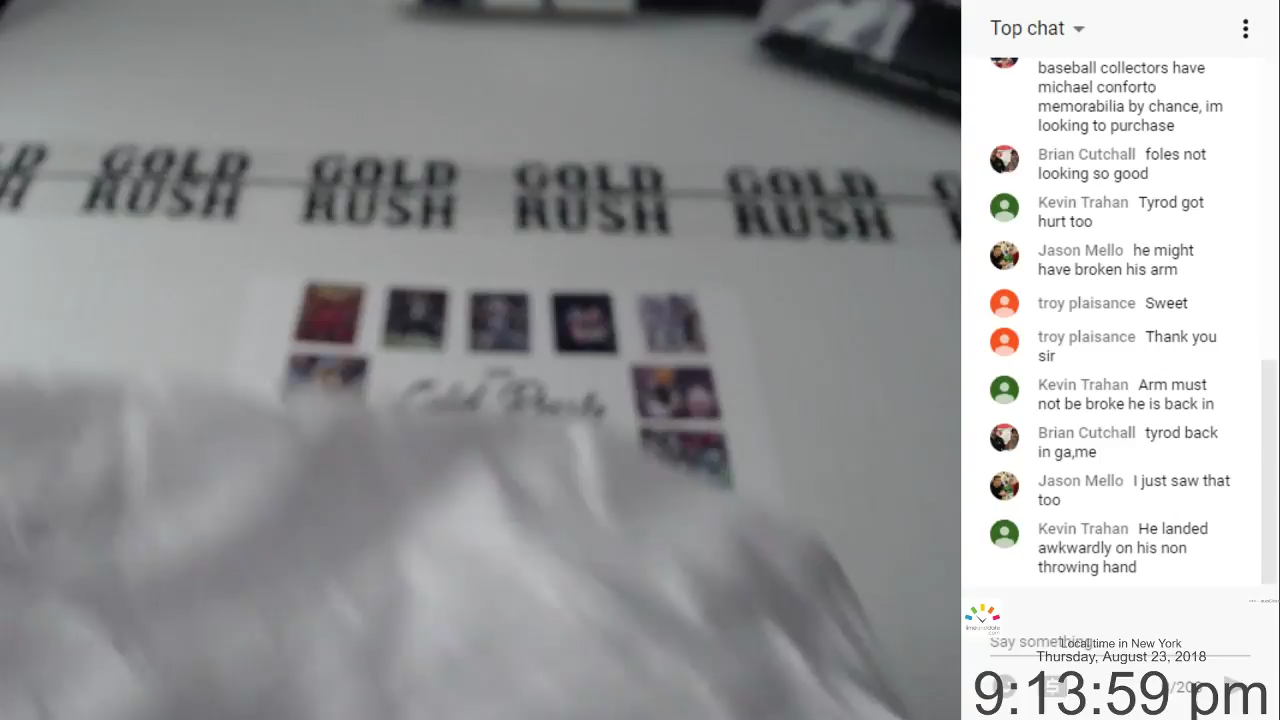 GOLD GOLD GOLD GOLD
RUSH RUSH RUSH RUSH
Gold Rush
Top chat
baseball collectors have
michael conforto
memorabilia by chance, im
looking to purchase
Brian Cutchall foles not
looking so good
Kevin Trahan Tyrod got
hurt too
Jason Mello he might
have broken his arm
troy plaisance Sweet
troy plaisance Thank you
sir
Kevin Trahan Arm must
not be broke he is back in
Brian Cutchall tyrod back
in ga,me
Jason Mello I just saw that
too
Kevin Trahan He landed
awkwardly on his non
throwing hand
Say something...
Local time in New York
Thursday, August 23, 2018
9:13:59 pm